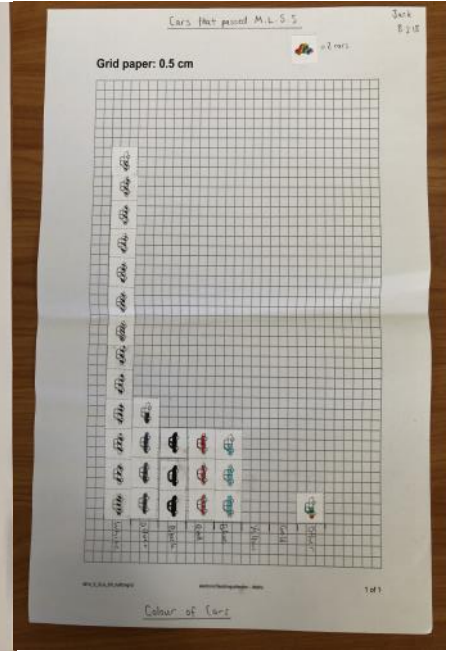 Cars that passed M.L.S.S
Jack
= 2 cars
Grid paper: 0.5 cm
White
Silver
Black
Red
Blue
Yellow
Gold
Other
1 of 1
Colour of Cars